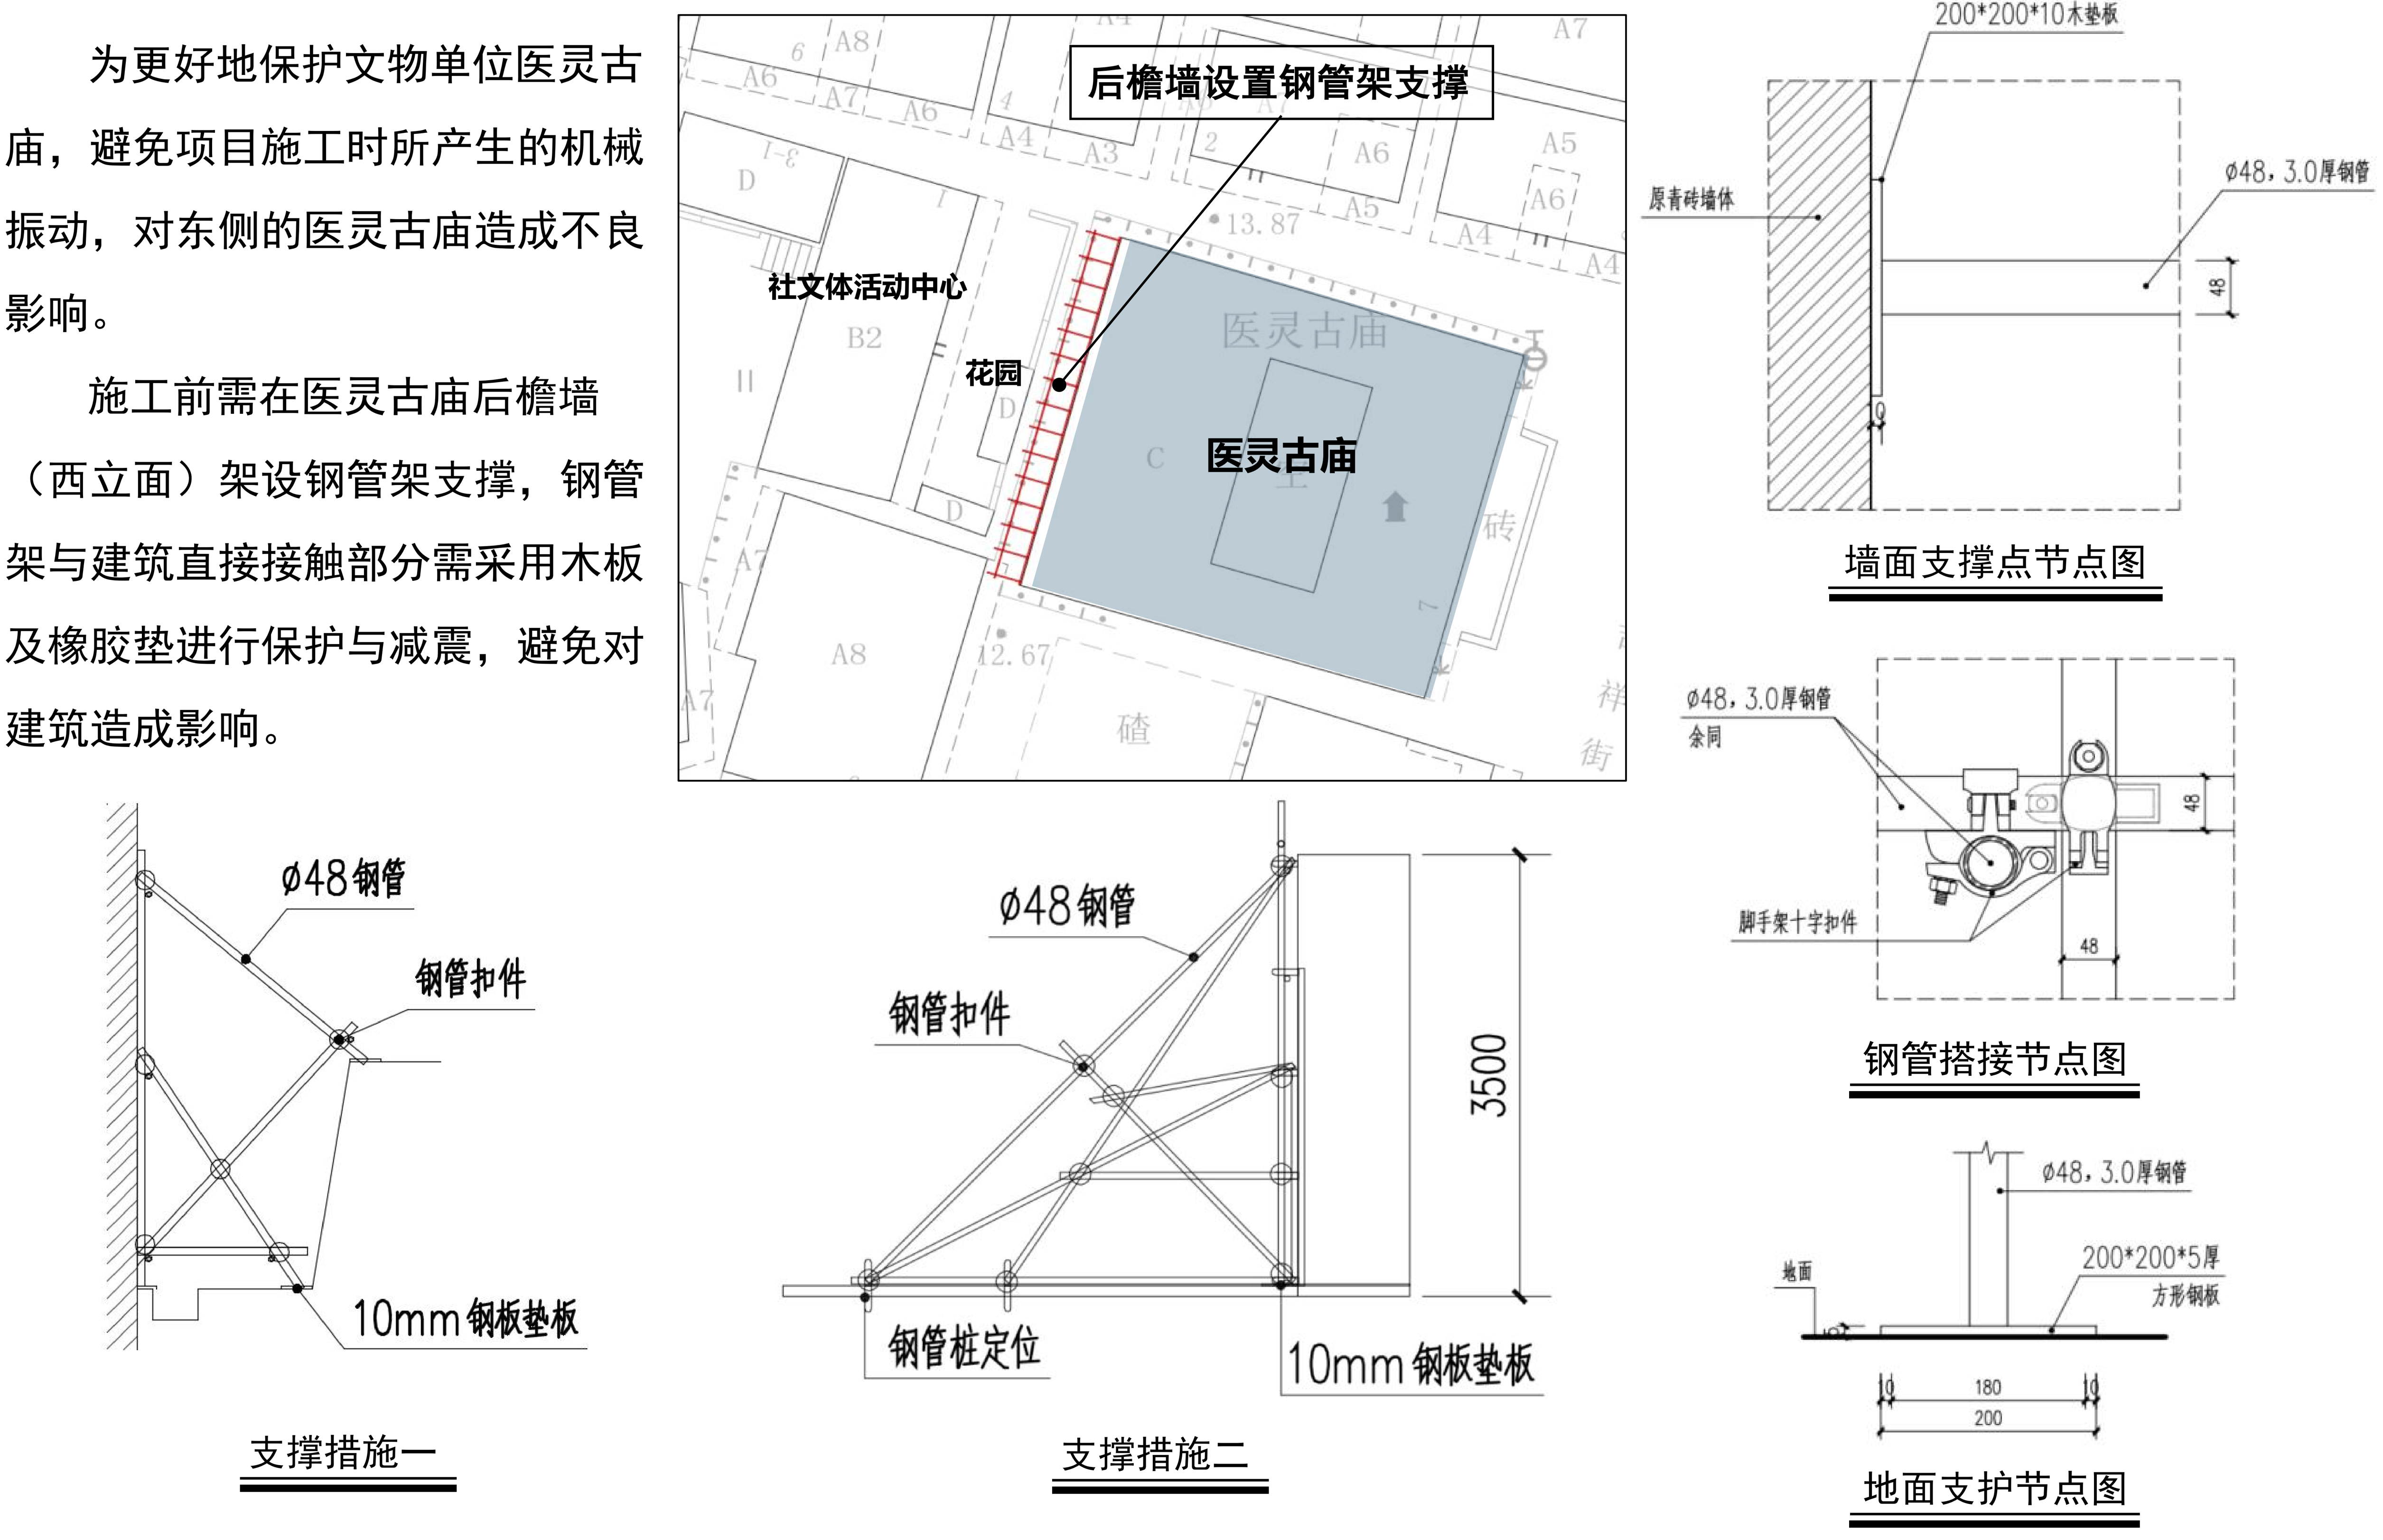 为更好地保护文物单位医灵古
庙，避免项目施工时所产生的机械
振动，对东侧的医灵古庙造成不良
影响。
施工前需在医灵古庙后檐墙
（西立面）架设钢管架支撑，钢管
架与建筑直接接触部分需采用木板
及橡胶垫进行保护与减震，避免对
建筑造成影响。
A4
A7
6
A8
A6
A7
A6
4
A4
A3
后檐墙设置钢管架支撑
2
A6
A5
A5
A6
A4
A4
D
1-3
1
13.87
社文体活动中心
B2
花园
D
D
医灵古庙
C
医灵古庙
砖
7
A7
A8
12.67
A7
碴
祥
街
200*200*10木垫板
原青砖墙体
ø48，3.0厚钢管
48
墙面支撑点节点图
ø48，3.0厚钢管
余同
48
脚手架十字扣件
48
钢管搭接节点图
ø48，3.0厚钢管
地面
200*200*5厚
方形钢板
5
10 180 10
200
地面支护节点图
ø48钢管
钢管扣件
10mm钢板垫板
支撑措施一
ø48钢管
钢管扣件
3500
钢管桩定位
10mm钢板垫板
支撑措施二